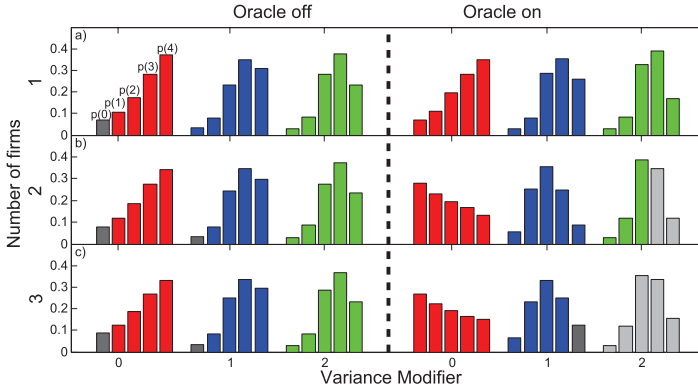 Oracle off Oracle on
a)
0.4
0.3
0.2
0.1
0
p(0)
p(1)
p(2)
p(3)
p(4)
1
b)
0.4
0.3
0.2
0.1
0
2
Number of firms
c)
0.4
0.3
0.2
0.1
0
3
0 1 2 0 1 2
Variance Modifier